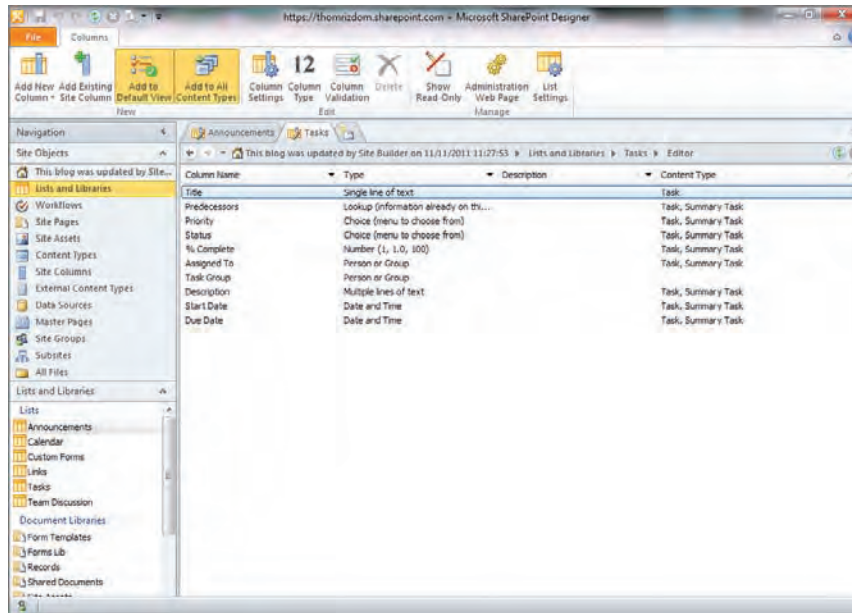 https://thomrizdom.sharepoint.com - Microsoft SharePoint Designer
File Columns
Add New Column Add Existing Site Column Add to Default View Add to All Content Types Column Settings Column Type 12 Column Validation Delete Show Read-Only Administration Web Page List Settings
New Edit Manage
Navigation
Announcements Tasks
Site Objects
This blog was updated by Site Builder on 11/11/2011 11:27:53 Lists and Libraries Tasks Editor
This blog was updated by Site...
Lists and Libraries
Workflows
Site Pages
Site Assets
Content Types
Site Columns
External Content Types
Data Sources
Master Pages
Site Groups
Subsites
All Files
Lists and Libraries
Lists
Announcements
Calendar
Custom Forms
Links
Tasks
Team Discussion
Document Libraries
Form Templates
Forms Lib
Records
Shared Documents
Site Assets
Column Name Type Description Content Type
Title Single line of text Task
Predecessors Lookup (information already on thi... Task, Summary Task
Priority Choice (menu to choose from) Task, Summary Task
Status Choice (menu to choose from) Task, Summary Task
% Complete Number (1, 1.0, 100) Task, Summary Task
Assigned To Person or Group Task, Summary Task
Task Group Person or Group
Description Multiple lines of text Task, Summary Task
Start Date Date and Time Task, Summary Task
Due Date Date and Time Task, Summary Task